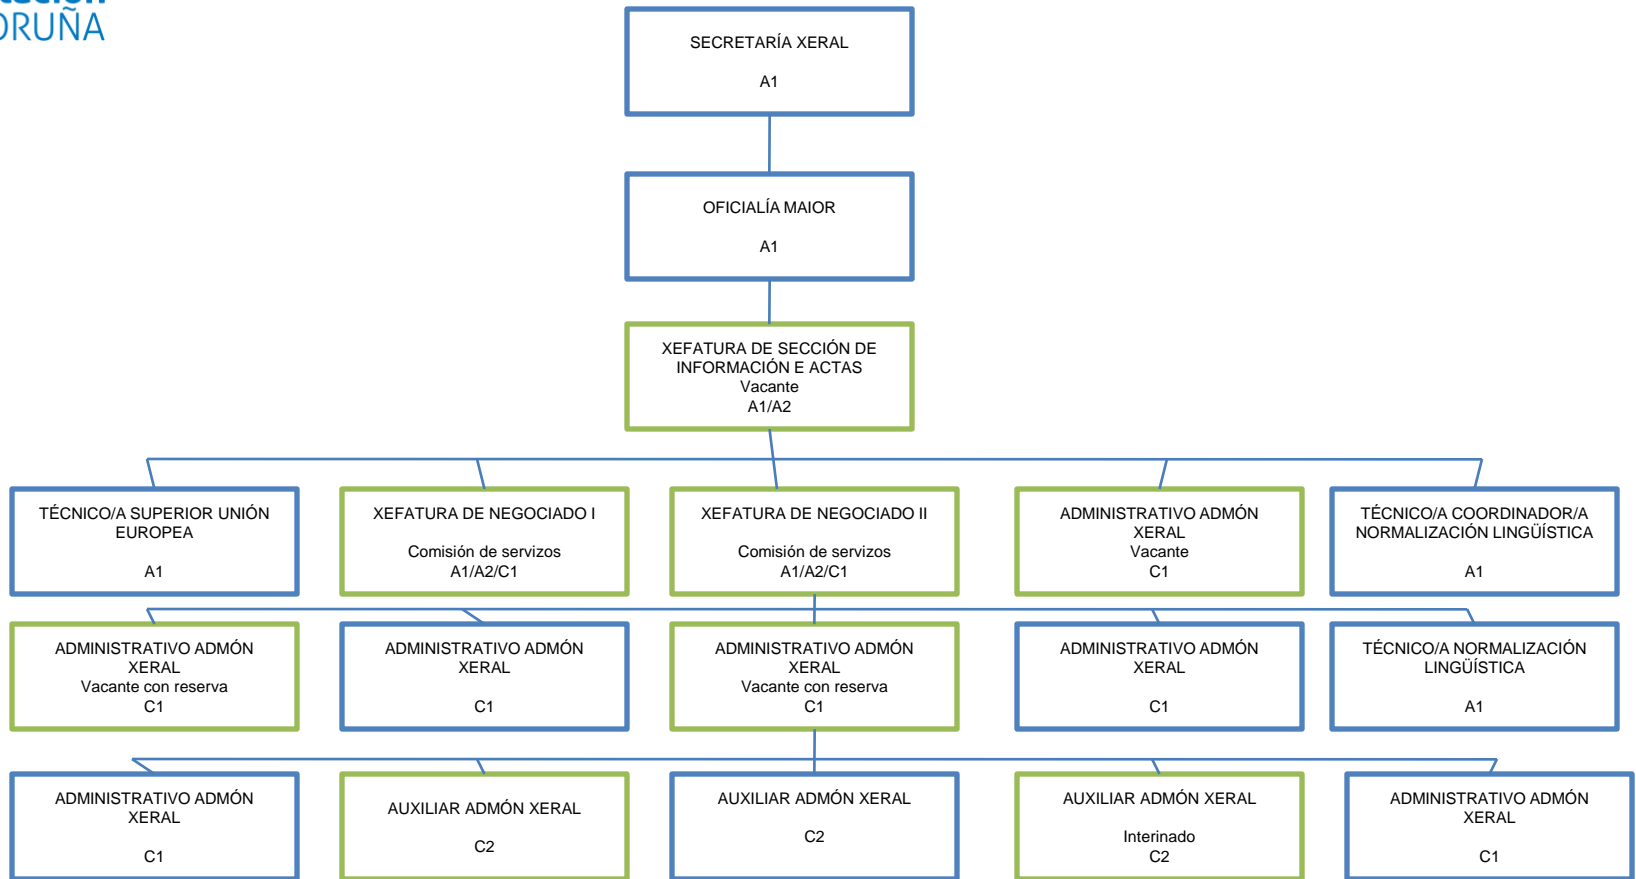 ORUÑA
SECRETARÍA XERAL
A1
OFICIALÍA MAIOR
A1
XEFATURA DE SECCIÓN DE
INFORMACIÓN E ACTAS
Vacante
A1/A2
TÉCNICO/A SUPERIOR UNIÓN
EUROPEA
A1
XEFATURA DE NEGOCIADO I
Comisión de servizos
A1/A2/C1
XEFATURA DE NEGOCIADO II
Comisión de servizos
A1/A2/C1
ADMINISTRATIVO ADMÓN
XERAL
Vacante
C1
TÉCNICO/A COORDINADOR/A
NORMALIZACIÓN LINGÜÍSTICA
A1
ADMINISTRATIVO ADMÓN
XERAL
Vacante con reserva
C1
ADMINISTRATIVO ADMÓN
XERAL
C1
ADMINISTRATIVO ADMÓN
XERAL
Vacante con reserva
C1
ADMINISTRATIVO ADMÓN
XERAL
C1
TÉCNICO/A NORMALIZACIÓN
LINGÜÍSTICA
A1
ADMINISTRATIVO ADMÓN
XERAL
C1
AUXILIAR ADMÓN XERAL
C2
AUXILIAR ADMÓN XERAL
C2
AUXILIAR ADMÓN XERAL
Interinado
C2
ADMINISTRATIVO ADMÓN
XERAL
C1